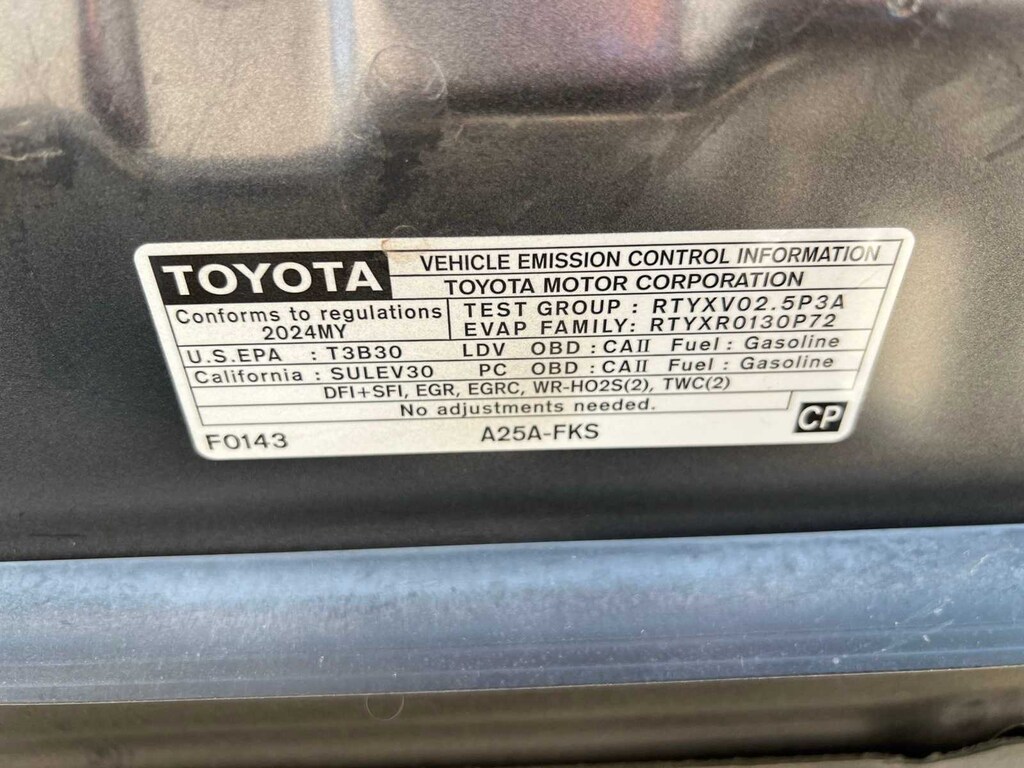 TOYOTA
VEHICLE EMISSION CONTROL INFORMATION
TOYOTA MOTOR CORPORATION
Conforms to regulations
2024MY
TEST GROUP : RTYXV02.5P3A
EVAP FAMILY: RTYXR0130P72
U.S.EPA : T3B30 LDV OBD : CAII Fuel : Gasoline
California : SULEV30 PC OBD : CAII Fuel : Gasoline
DFI+SFI, EGR, EGRC, WR-HO2S(2), TWC(2)
No adjustments needed.
F0143 A25A-FKS CP